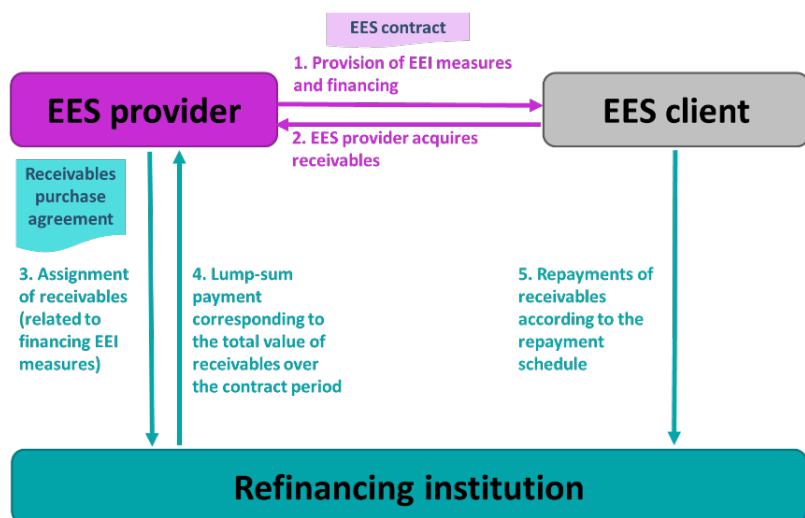 EES contract
1. Provision of EEI measures
and financing
EES provider
EES client
2. EES provider acquires
receivables
Receivables
purchase
agreement
3. Assignment
of receivables
(related to
financing EEI
measures)
4. Lump-sum
payment
corresponding to
the total value of
receivables over
the contract period
5. Repayments of
receivables
according to the
repayment
schedule
Refinancing institution